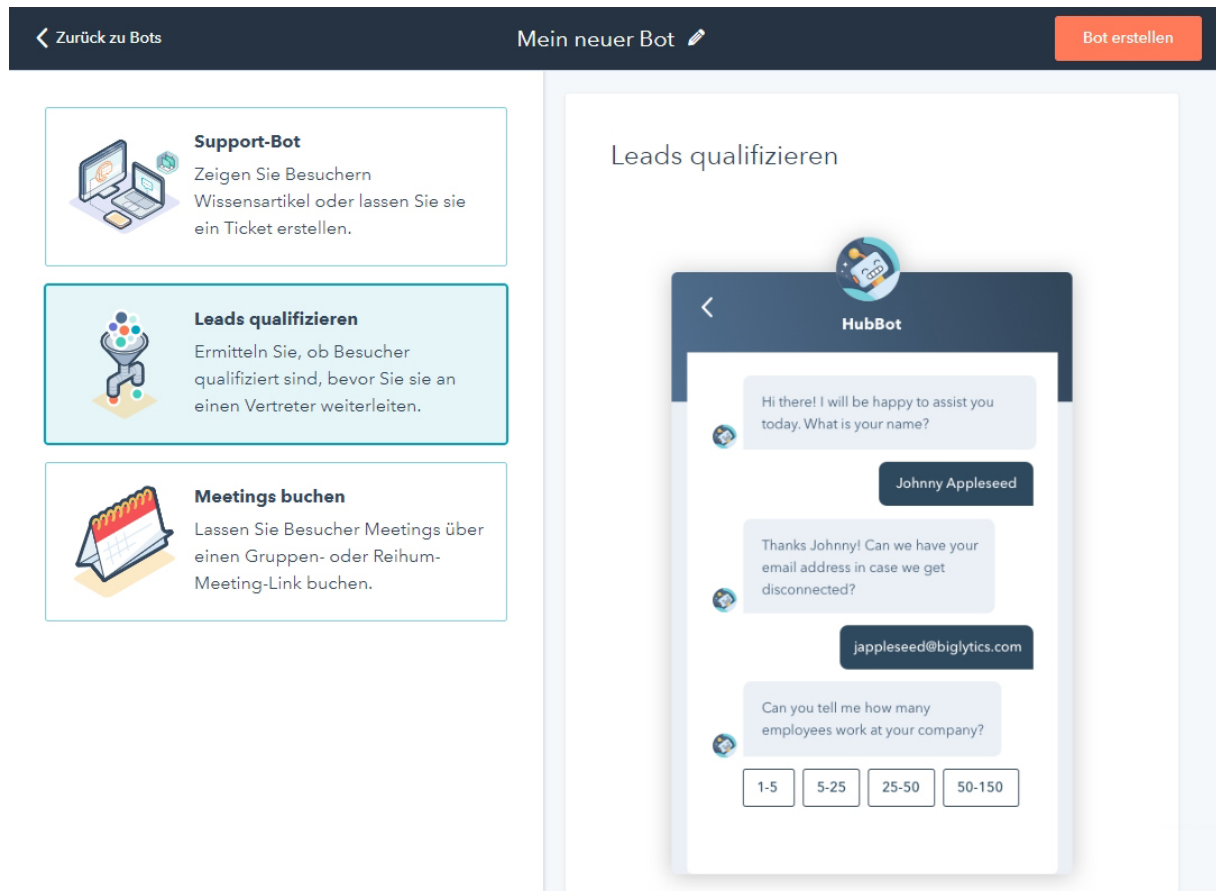 Zurück zu Bots
Mein neuer Bot
Bot erstellen
Support-Bot
Zeigen Sie Besuchern
Wissensartikel oder lassen Sie sie
ein Ticket erstellen.
Leads qualifizieren
Ermitteln Sie, ob Besucher
qualifiziert sind, bevor Sie sie an
einen Vertreter weiterleiten.
Meetings buchen
Lassen Sie Besucher Meetings über
einen Gruppen- oder Reihum-
Meeting-Link buchen.
Leads qualifizieren
HubBot
Hi there! I will be happy to assist you
today. What is your name?
Johnny Appleseed
Thanks Johnny! Can we have your
email address in case we get
disconnected?
jappleseed@biglytics.com
Can you tell me how many
employees work at your company?
1-5 5-25 25-50 50-150